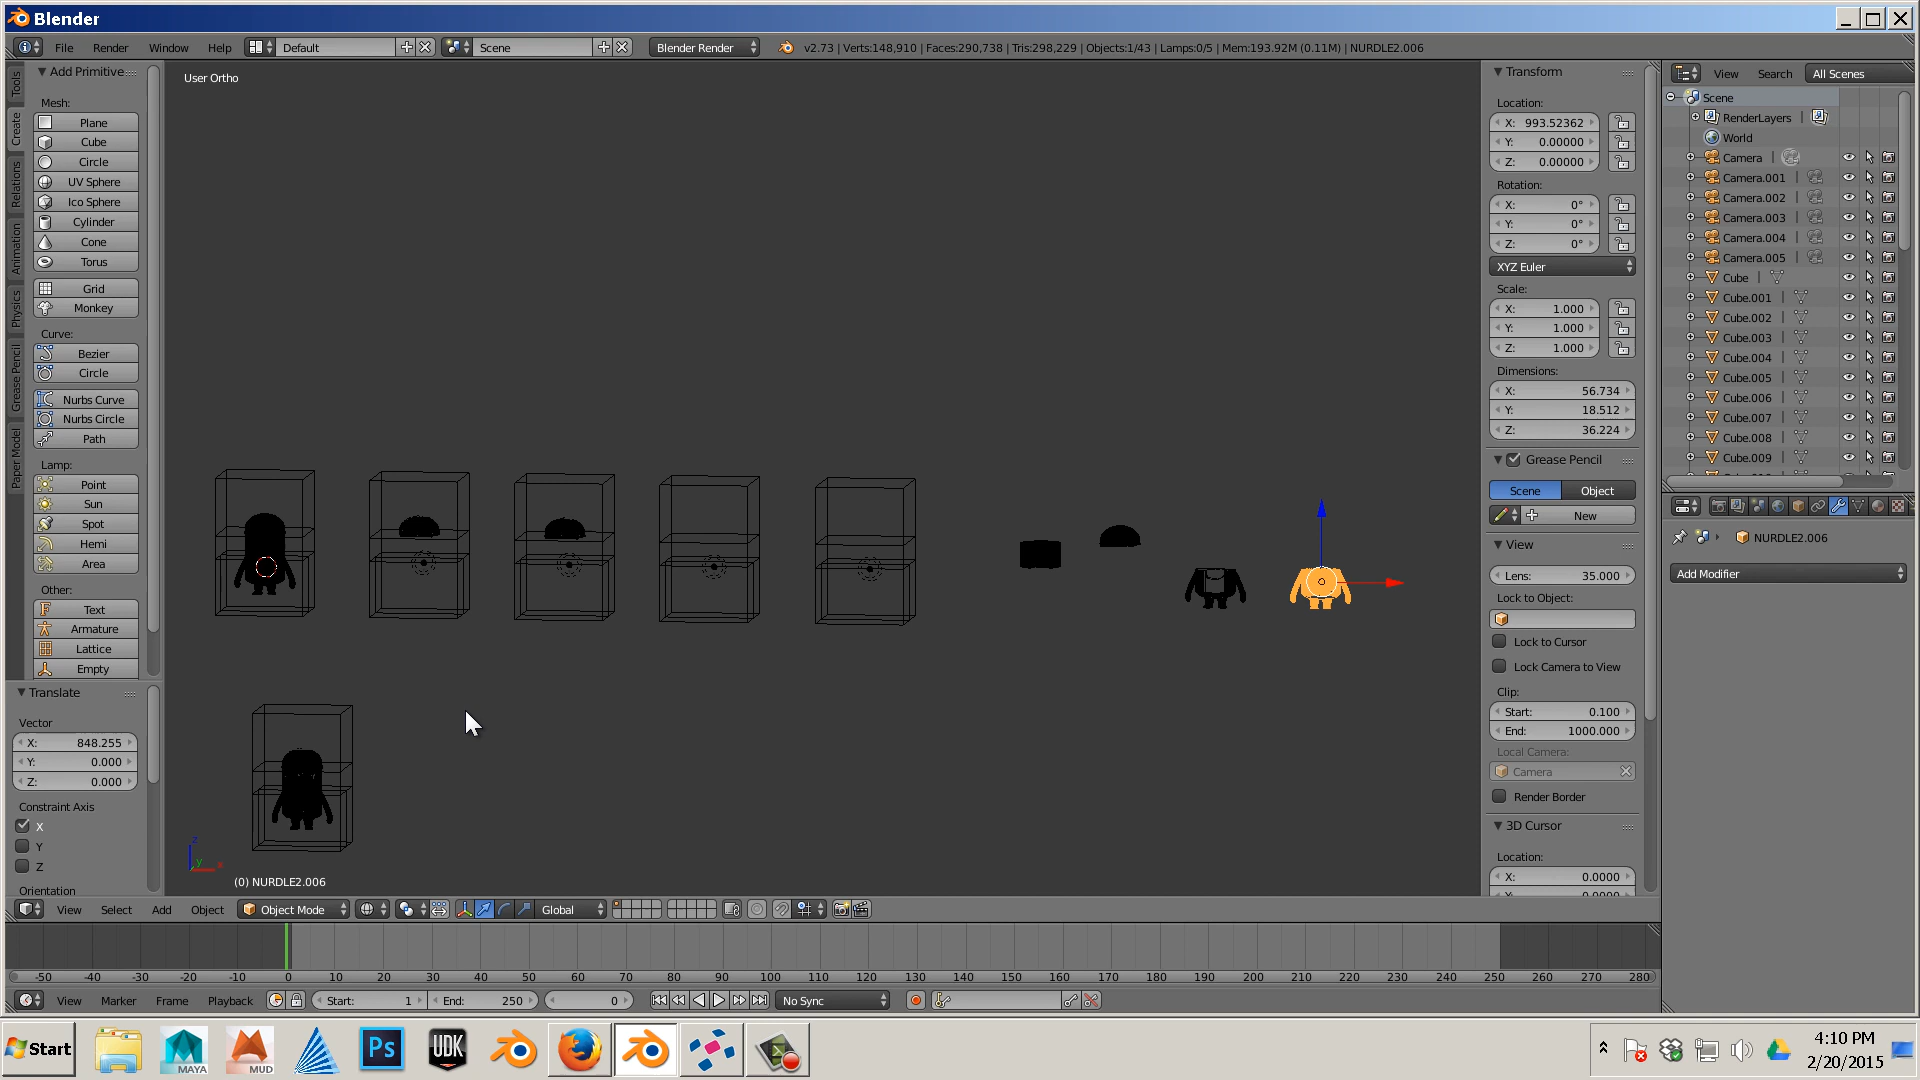 Blender
File Render Window Help Default Scene Blender Render v2.73 | Verts:148,910 | Faces:290,738 | Tris:298,229 | Objects:1/43 | Lamps:0/5 | Mem:193.92M (0.11M) | NURDLE2.006
Tools
Create
Relations
Animation
Physics
Grease Pencil
Paper Model
Add Primitive
Mesh:
Plane
Cube
Circle
UV Sphere
Ico Sphere
Cylinder
Cone
Torus
Grid
Monkey
Curve:
Bezier
Circle
Nurbs Curve
Nurbs Circle
Path
Lamp:
Point
Sun
Spot
Hemi
Area
Other:
Text
Armature
Lattice
Empty
Translate
Vector
X: 848.255
Y: 0.000
Z: 0.000
Constraint Axis
X
Y
Z
Orientation
User Ortho
z
y
(0) NURDLE2.006
Transform
Location:
X: 993.52362
Y: 0.00000
Z: 0.00000
Rotation:
X: 0°
Y: 0°
Z: 0°
XYZ Euler
Scale:
X: 1.000
Y: 1.000
Z: 1.000
Dimensions:
X: 56.734
Y: 18.512
Z: 36.224
Grease Pencil
Scene Object
New
View
Lens: 35.000
Lock to Object:
Lock to Cursor
Lock Camera to View
Clip:
Start: 0.100
End: 1000.000
Local Camera:
Camera
Render Border
3D Cursor
Location:
X: 0.0000
View Search All Scenes
Scene
RenderLayers |
World
Camera |
Camera.001 |
Camera.002 |
Camera.003 |
Camera.004 |
Camera.005 |
Cube |
Cube.001 |
Cube.002 |
Cube.003 |
Cube.004 |
Cube.005 |
Cube.006 |
Cube.007 |
Cube.008 |
Cube.009 |
NURDLE2.006
Add Modifier
View Select Add Object Object Mode Global
-50 -40 -30 -20 -10 0 10 20 30 40 50 60 70 80 90 100 110 120 130 140 150 160 170 180 190 200 210 220 230 240 250 260 270 280
View Marker Frame Playback Start: 1 End: 250 0 No Sync
Start MAYA MUD Ps UDK
4:10 PM
2/20/2015